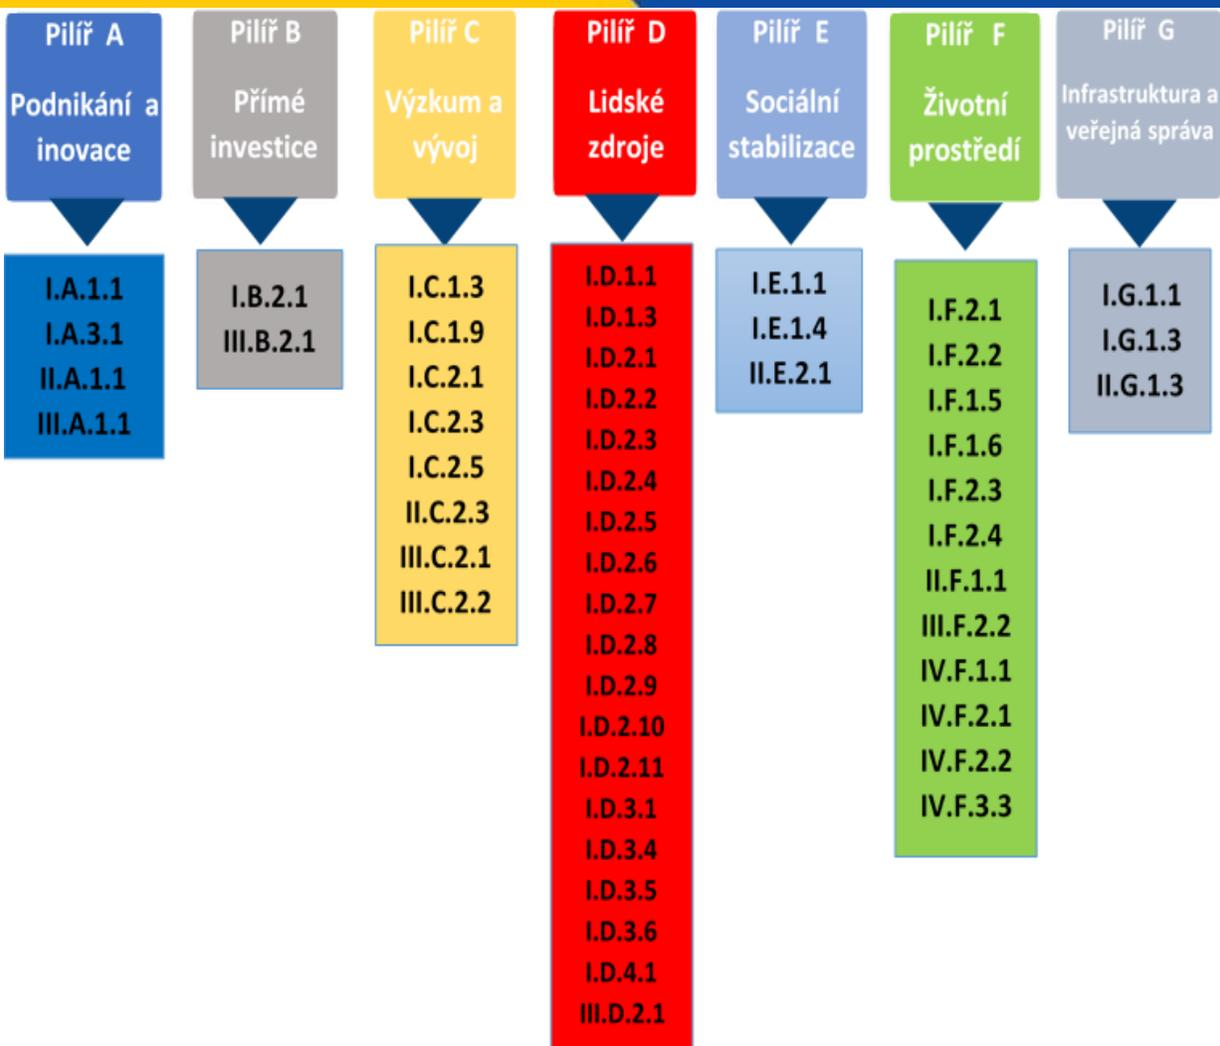 Pilíř A
Podnikání a
inovace
I.A.1.1
I.A.3.1
II.A.1.1
III.A.1.1
Pilíř B
Přímé
investice
I.B.2.1
III.B.2.1
Pilíř C
Výzkum a
vývoj
I.C.1.3
I.C.1.9
I.C.2.1
I.C.2.3
I.C.2.5
II.C.2.3
III.C.2.1
III.C.2.2
Pilíř D
Lidské
zdroje
I.D.1.1
I.D.1.3
I.D.2.1
I.D.2.2
I.D.2.3
I.D.2.4
I.D.2.5
I.D.2.6
I.D.2.7
I.D.2.8
I.D.2.9
I.D.2.10
I.D.2.11
I.D.3.1
I.D.3.4
I.D.3.5
I.D.3.6
I.D.4.1
III.D.2.1
Pilíř E
Sociální
stabilizace
I.E.1.1
I.E.1.4
II.E.2.1
Pilíř F
Životní
prostředí
I.F.2.1
I.F.2.2
I.F.1.5
I.F.1.6
I.F.2.3
I.F.2.4
II.F.1.1
III.F.2.2
IV.F.1.1
IV.F.2.1
IV.F.2.2
IV.F.3.3
Pilíř G
Infrastruktura a
veřejná správa
I.G.1.1
I.G.1.3
II.G.1.3